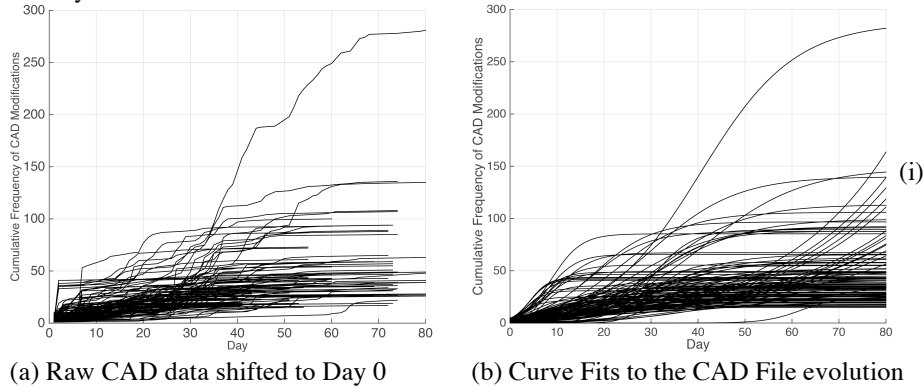 300
250
200
150
100
50
0
Cumulative Frequency of CAD Modifications
0 10 20 30 40 50 60 70 80
Day
(a) Raw CAD data shifted to Day 0
300
250
200
150
100
50
0
Cumulative Frequency of CAD Modifications
0 10 20 30 40 50 60 70 80
Day
(b) Curve Fits to the CAD File evolution
(i)